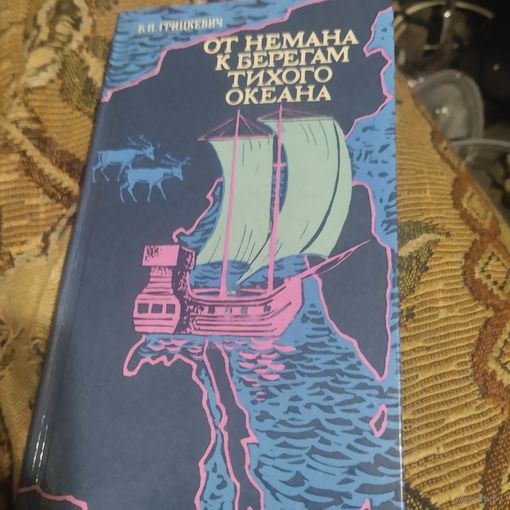 В.П. ГРИЦКЕВИЧ
ОТ НЕМАНА
К БЕРЕГАМ
ТИХОГО
ОКЕАНА